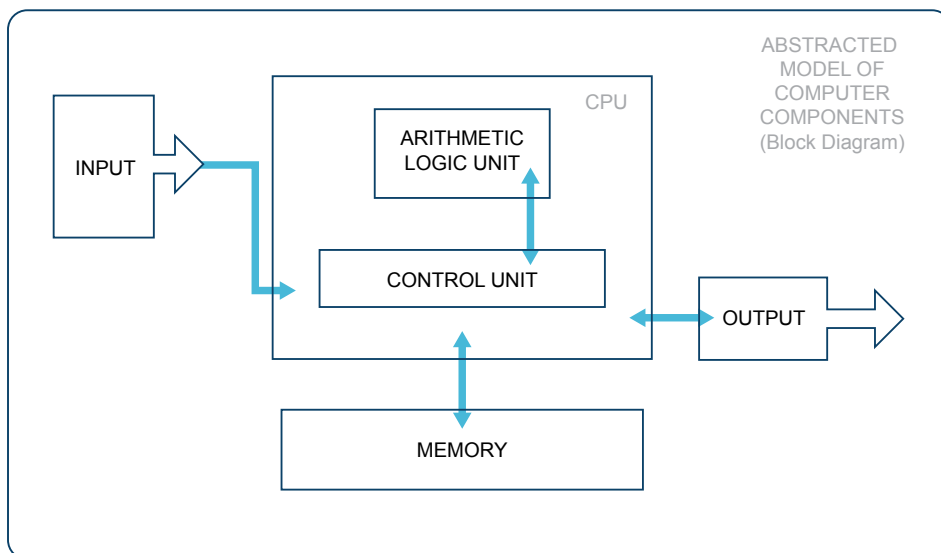 ABSTRACTED
MODEL OF
COMPUTER
COMPONENTS
(Block Diagram)
CPU
ARITHMETIC
LOGIC UNIT
INPUT
CONTROL UNIT
OUTPUT
MEMORY